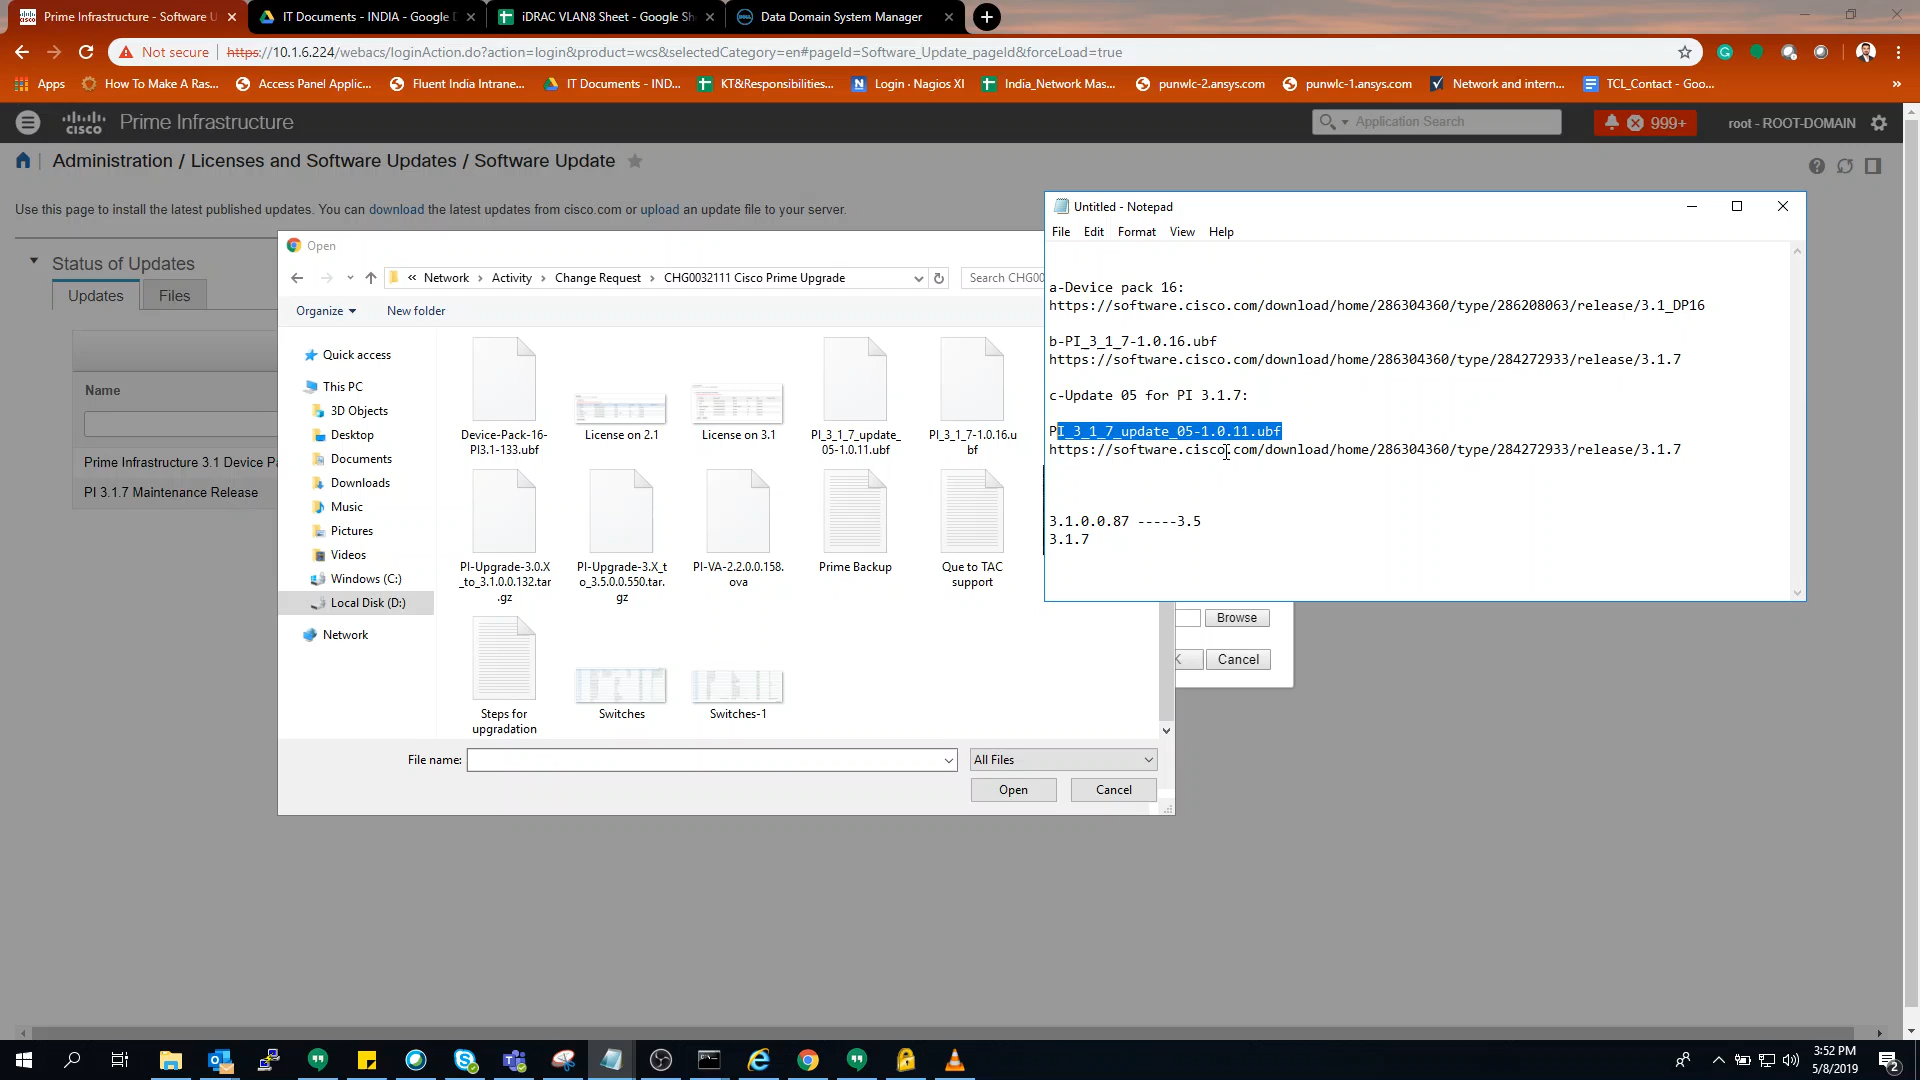 Prime Infrastructure - Software U
IT Documents - INDIA - Google D
iDRAC VLAN8 Sheet - Google Sh
Data Domain System Manager
Not secure
https://10.1.6.224/webacs/loginAction.do?action=login&product=wcs&selectedCategory=en#pageId=Software_Update_pageId&forceLoad=true
Apps
How To Make A Ras...
Access Panel Applic...
Fluent India Intrane...
IT Documents - IND...
KT&Responsibilities...
Login · Nagios XI
India_Network Mas...
punwlc-2.ansys.com
punwlc-1.ansys.com
Network and intern...
TCL_Contact - Goo...
»
cisco
Prime Infrastructure
Application Search
999+
root - ROOT-DOMAIN
Administration / Licenses and Software Updates / Software Update
Use this page to install the latest published updates. You can download the latest updates from cisco.com or upload an update file to your server.
Status of Updates
Updates
Files
Name
Prime Infrastructure 3.1 Device Pa
PI 3.1.7 Maintenance Release
Open
« Network > Activity > Change Request > CHG0032111 Cisco Prime Upgrade
Search CHG00
Organize
New folder
Quick access
This PC
3D Objects
Desktop
Documents
Downloads
Music
Pictures
Videos
Windows (C:)
Local Disk (D:)
Network
Device-Pack-16-
PI3.1-133.ubf
License on 2.1
License on 3.1
PI_3_1_7_update_
05-1.0.11.ubf
PI_3_1_7-1.0.16.u
bf
PI-Upgrade-3.0.X
_to_3.1.0.0.132.tar
.gz
PI-Upgrade-3.X_t
o_3.5.0.0.550.tar.
gz
PI-VA-2.2.0.0.158.
ova
Prime Backup
Que to TAC
support
Steps for
upgradation
Switches
Switches-1
File name:
All Files
Open
Cancel
Untitled - Notepad
File
Edit
Format
View
Help
a-Device pack 16:
https://software.cisco.com/download/home/286304360/type/286208063/release/3.1_DP16
b-PI_3_1_7-1.0.16.ubf
https://software.cisco.com/download/home/286304360/type/284272933/release/3.1.7
c-Update 05 for PI 3.1.7:
PI_3_1_7_update_05-1.0.11.ubf
https://software.cisco.com/download/home/286304360/type/284272933/release/3.1.7
3.1.0.0.87 -----3.5
3.1.7
Browse
K
Cancel
3:52 PM
5/8/2019
2